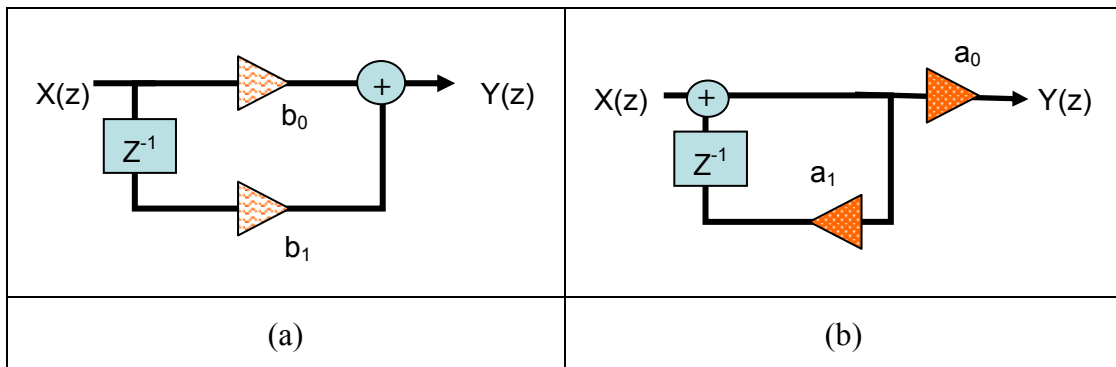 X(z)
b₀
+
Y(z)
Z⁻¹
b₁
(a)
a₀
X(z)
+
Y(z)
Z⁻¹
a₁
(b)